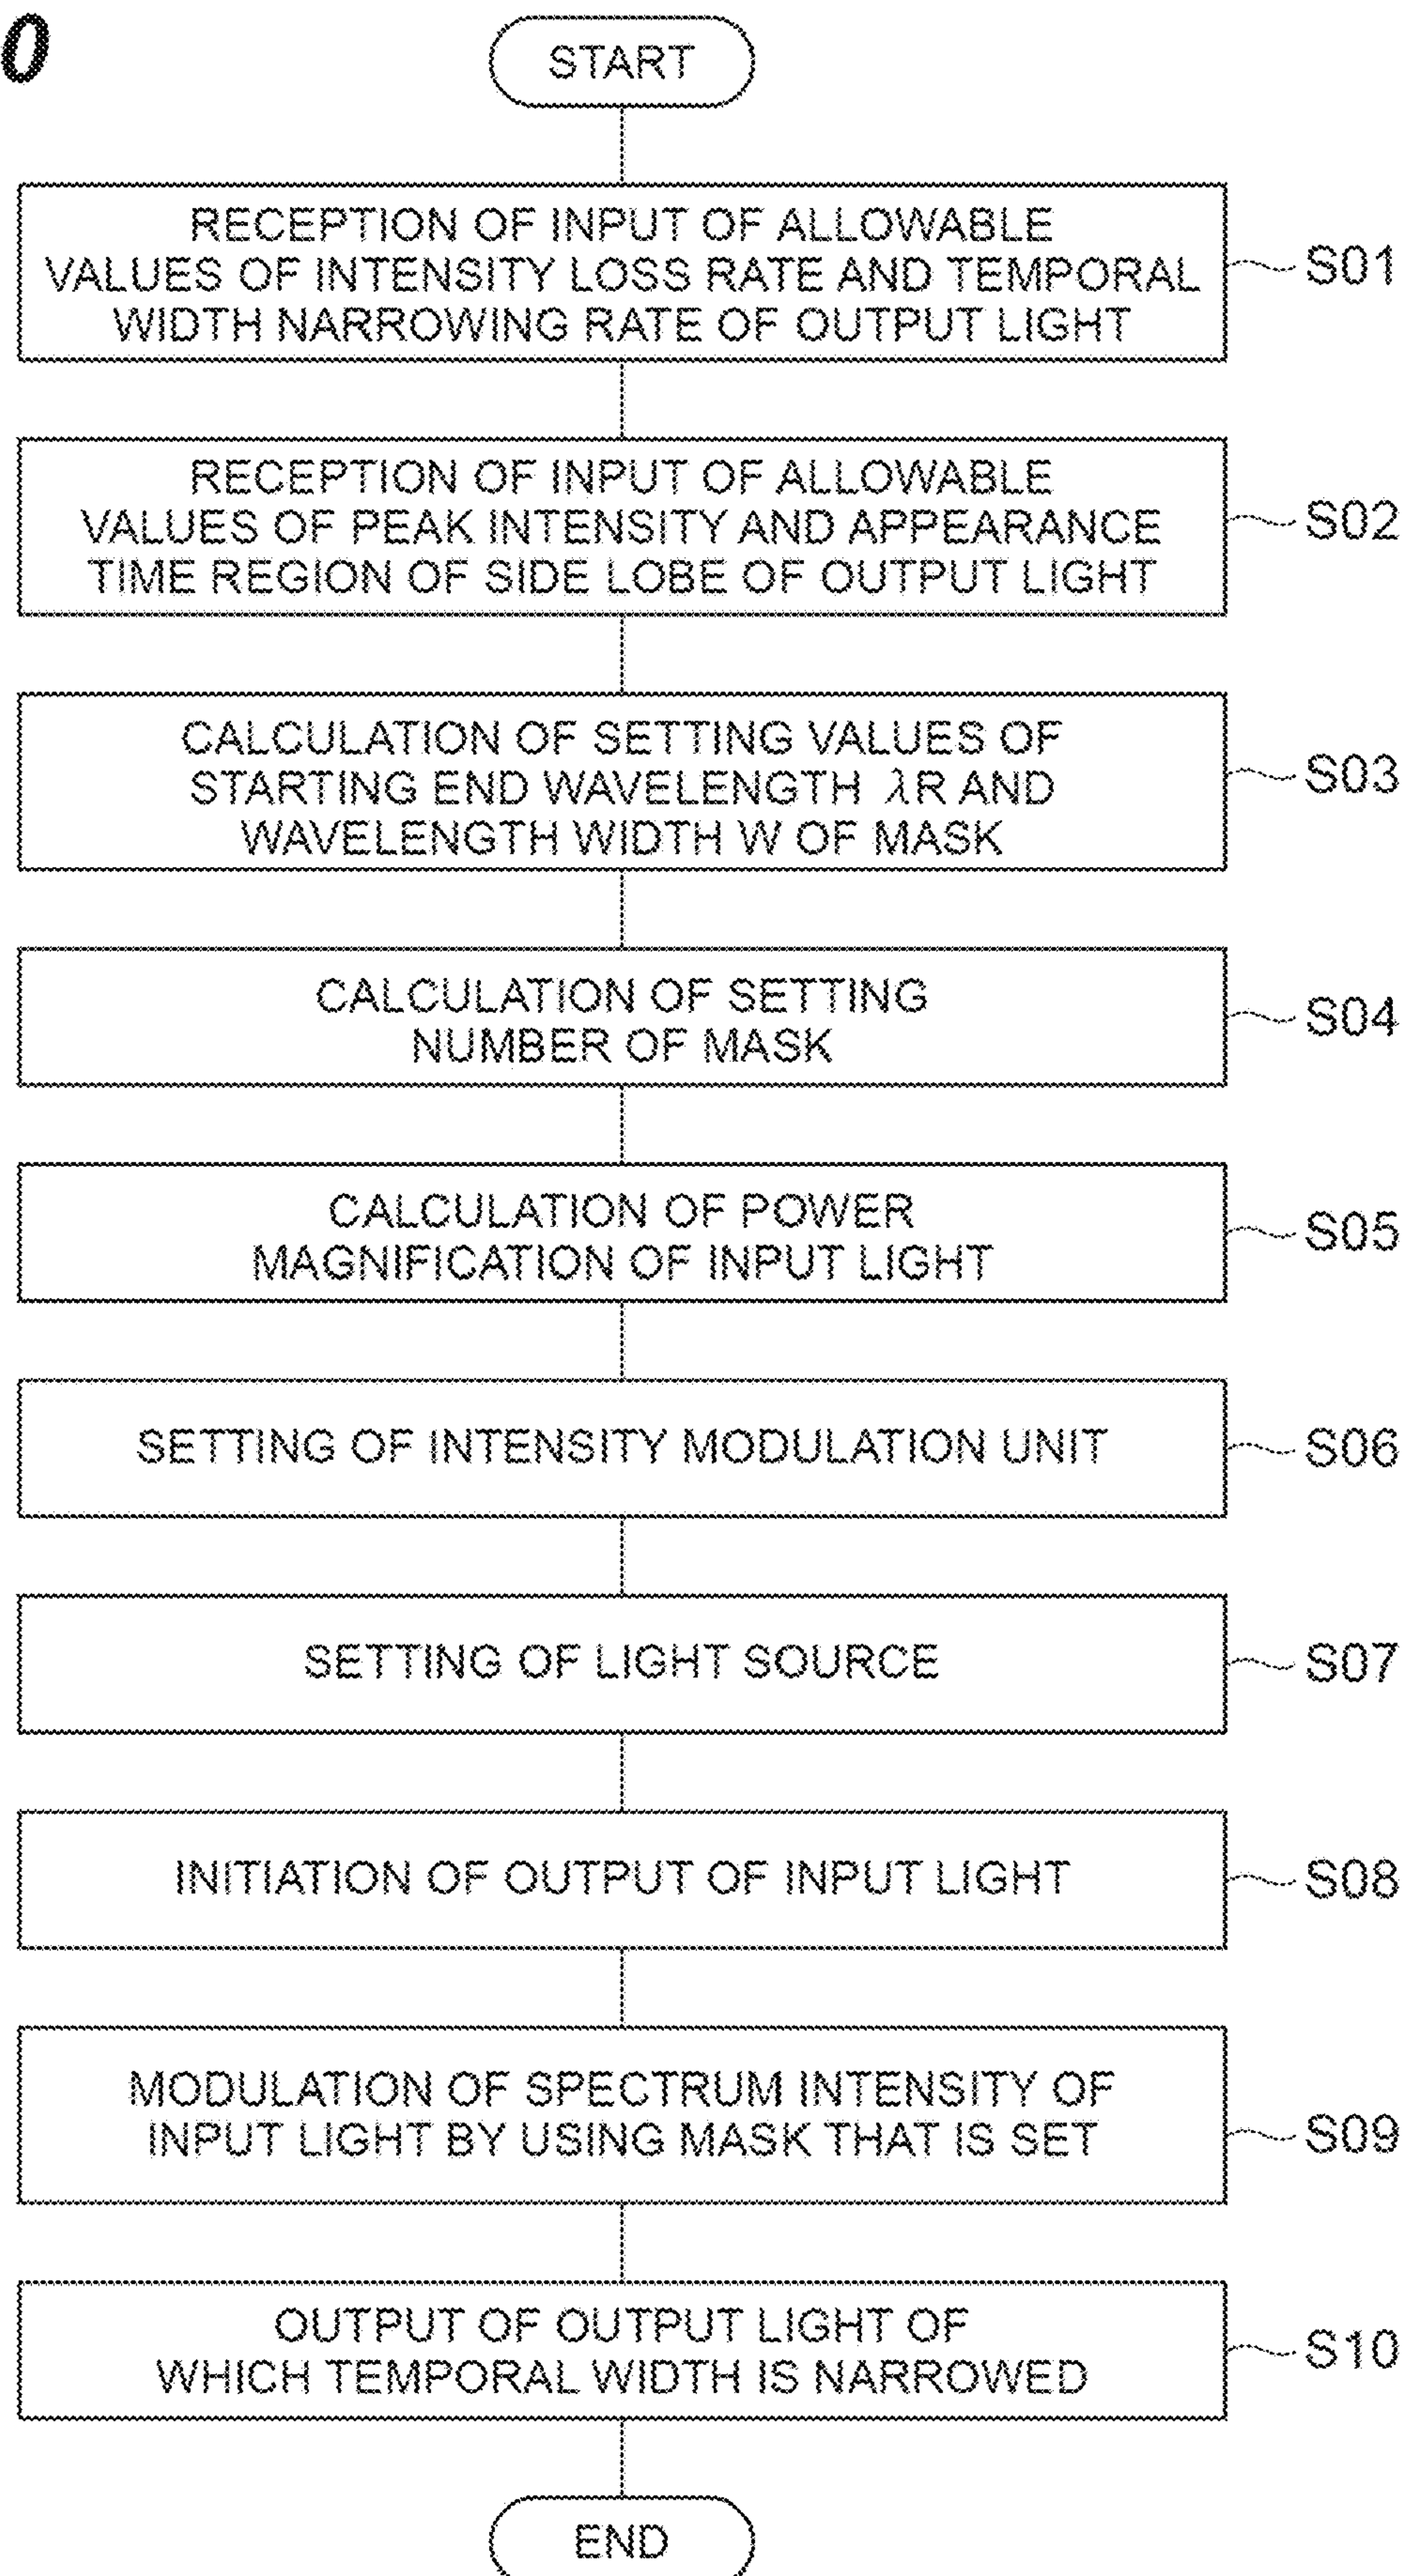 0
START
RECEPTION OF INPUT OF ALLOWABLE
VALUES OF INTENSITY LOSS RATE AND TEMPORAL
WIDTH NARROWING RATE OF OUTPUT LIGHT
S01
RECEPTION OF INPUT OF ALLOWABLE
VALUES OF PEAK INTENSITY AND APPEARANCE
TIME REGION OF SIDE LOBE OF OUTPUT LIGHT
S02
CALCULATION OF SETTING VALUES OF
STARTING END WAVELENGTH λR AND
WAVELENGTH WIDTH W OF MASK
S03
CALCULATION OF SETTING
NUMBER OF MASK
S04
CALCULATION OF POWER
MAGNIFICATION OF INPUT LIGHT
S05
SETTING OF INTENSITY MODULATION UNIT
S06
SETTING OF LIGHT SOURCE
S07
INITIATION OF OUTPUT OF INPUT LIGHT
S08
MODULATION OF SPECTRUM INTENSITY OF
INPUT LIGHT BY USING MASK THAT IS SET
S09
OUTPUT OF OUTPUT LIGHT OF
WHICH TEMPORAL WIDTH IS NARROWED
S10
END